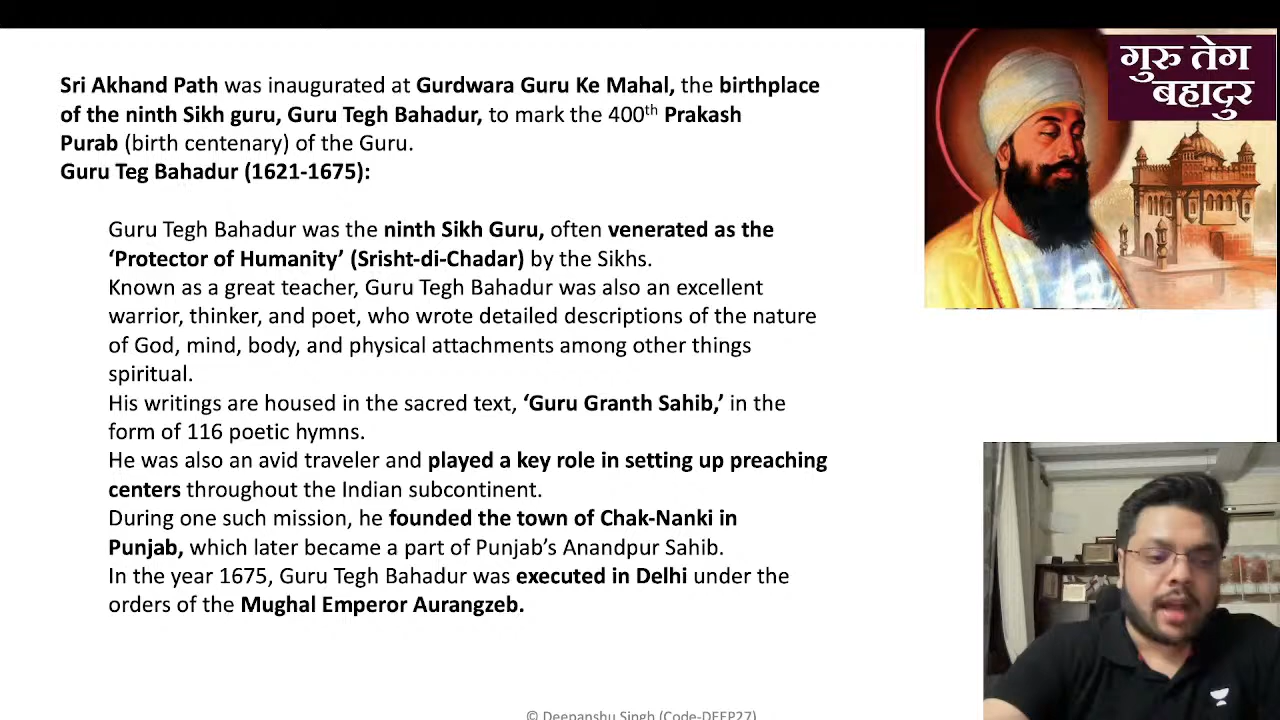 Sri Akhand Path was inaugurated at Gurdwara Guru Ke Mahal, the birthplace
of the ninth Sikh guru, Guru Tegh Bahadur, to mark the 400th Prakash
Purab (birth centenary) of the Guru.
Guru Teg Bahadur (1621-1675):
Guru Tegh Bahadur was the ninth Sikh Guru, often venerated as the
‘Protector of Humanity’ (Srisht-di-Chadar) by the Sikhs.
Known as a great teacher, Guru Tegh Bahadur was also an excellent
warrior, thinker, and poet, who wrote detailed descriptions of the nature
of God, mind, body, and physical attachments among other things
spiritual.
His writings are housed in the sacred text, ‘Guru Granth Sahib,’ in the
form of 116 poetic hymns.
He was also an avid traveler and played a key role in setting up preaching
centers throughout the Indian subcontinent.
During one such mission, he founded the town of Chak-Nanki in
Punjab, which later became a part of Punjab’s Anandpur Sahib.
In the year 1675, Guru Tegh Bahadur was executed in Delhi under the
orders of the Mughal Emperor Aurangzeb.
गुरु तेग
बहादुर
© Deepanshu Singh (Code-DEEP27)